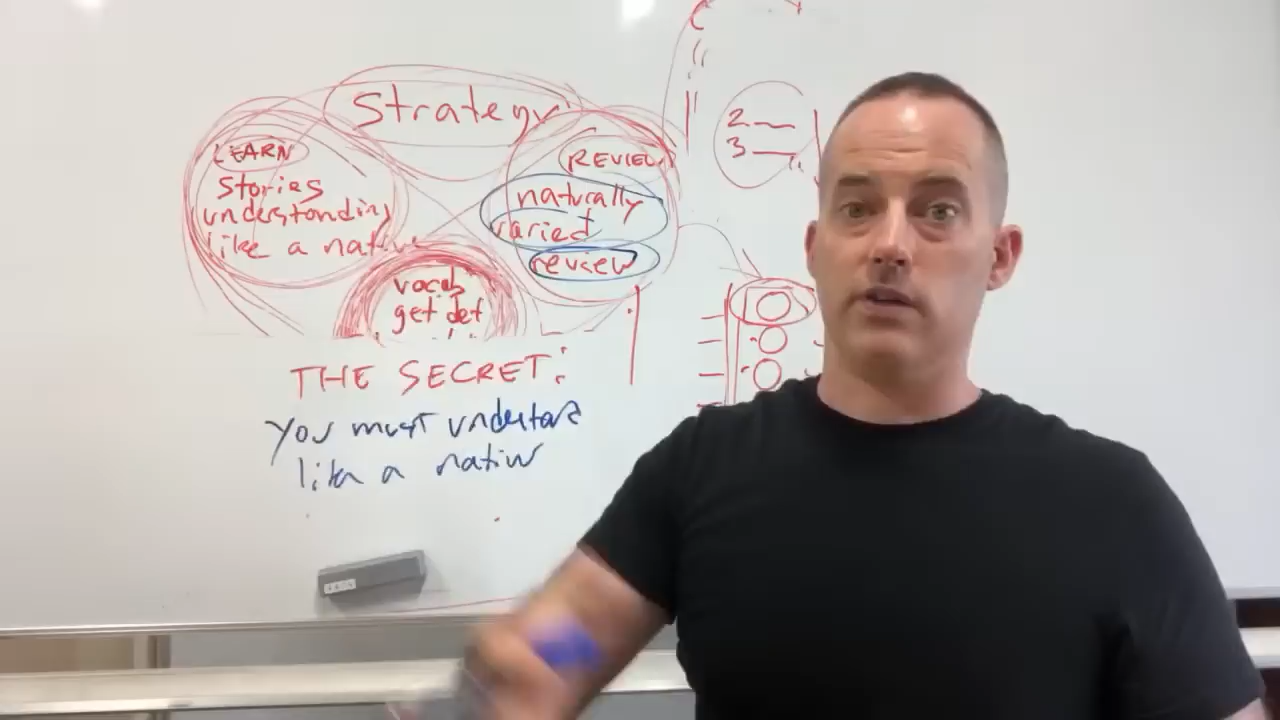 Strategy
LEARN
Stories
understanding
like a native
REVIEW
naturally
varied
review
vocab
get def
2
3
THE SECRET:
You must understand
like a native